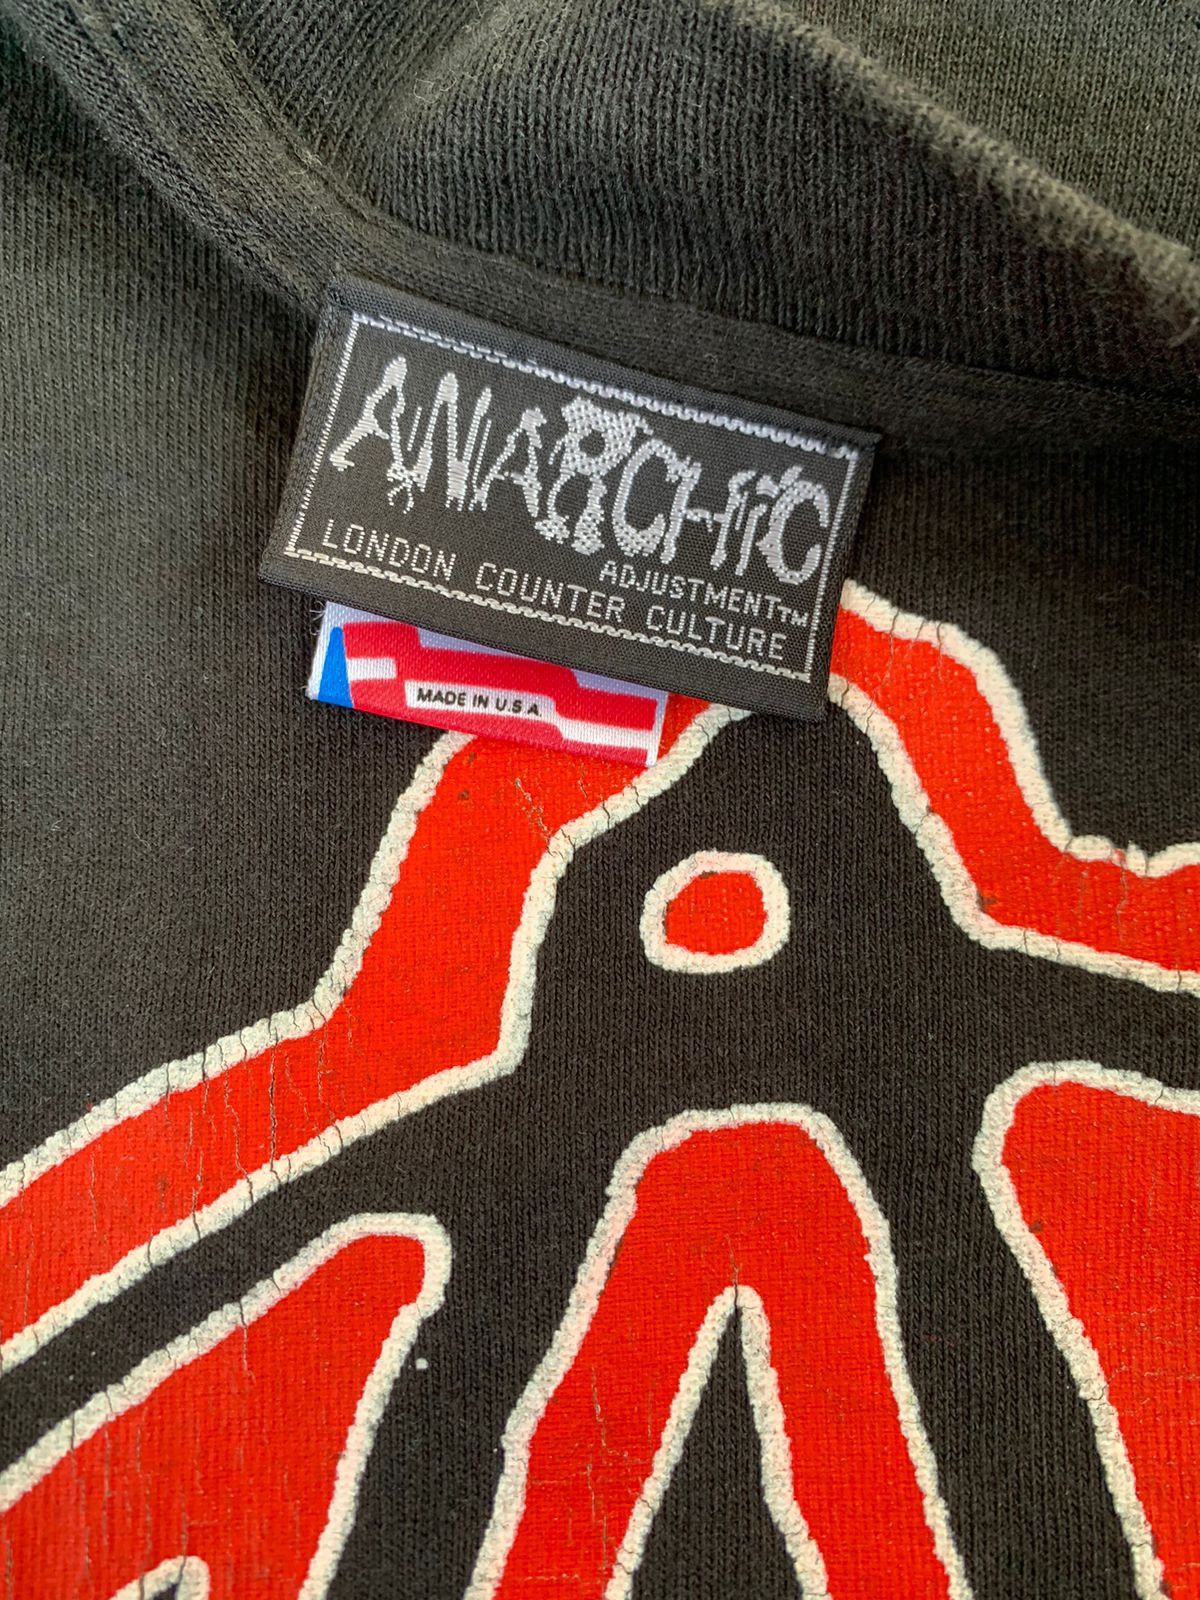 ANARCHiC
ADJUSTMENT™
LONDON COUNTER CULTURE
MADE IN U.S.A.